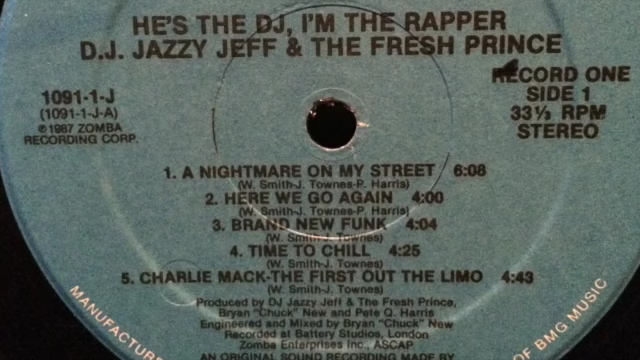 HE'S THE DJ, I'M THE RAPPER
D.J. JAZZY JEFF & THE FRESH PRINCE
1091-1-J
(1091-1-J-A)
℗1987 ZOMBA
RECORDING CORP.
RECORD ONE
SIDE 1
33⅓ RPM
STEREO
1. A NIGHTMARE ON MY STREET 6:08
(W. Smith-J. Townes-P. Harris)
2. HERE WE GO AGAIN 4:00
(W. Smith-J. Townes-P. Harris)
3. BRAND NEW FUNK 4:04
(W. Smith-J. Townes)
4. TIME TO CHILL 4:25
(W. Smith-J. Townes)
5. CHARLIE MACK-THE FIRST OUT THE LIMO 4:43
(W. Smith-J. Townes)
Produced by DJ Jazzy Jeff & The Fresh Prince,
Bryan "Chuck" New and Pete Q. Harris
Engineered and Mixed by Bryan "Chuck" New
Recorded at Battery Studios, London
Zomba Enterprises Inc., ASCAP
AN ORIGINAL SOUND RECORDING MADE BY
MANUFACTURE
OF BMG MUSIC